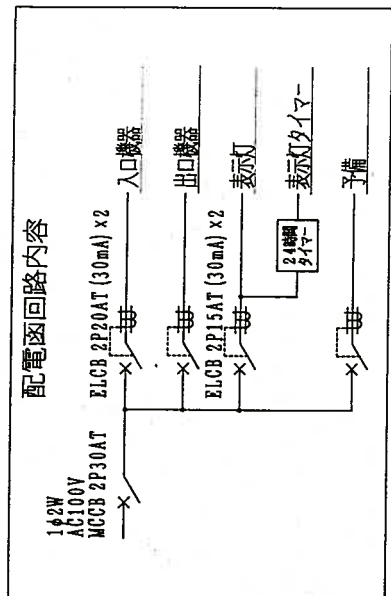 配電函回路内容
1φ2W
AC100V
MCCB 2P30AT
ELCB 2P20AT (30mA) x2
入口機器
出口機器
ELCB 2P15AT (30mA) x2
表示灯
24時間
タイマー
表示灯タイマー
予備